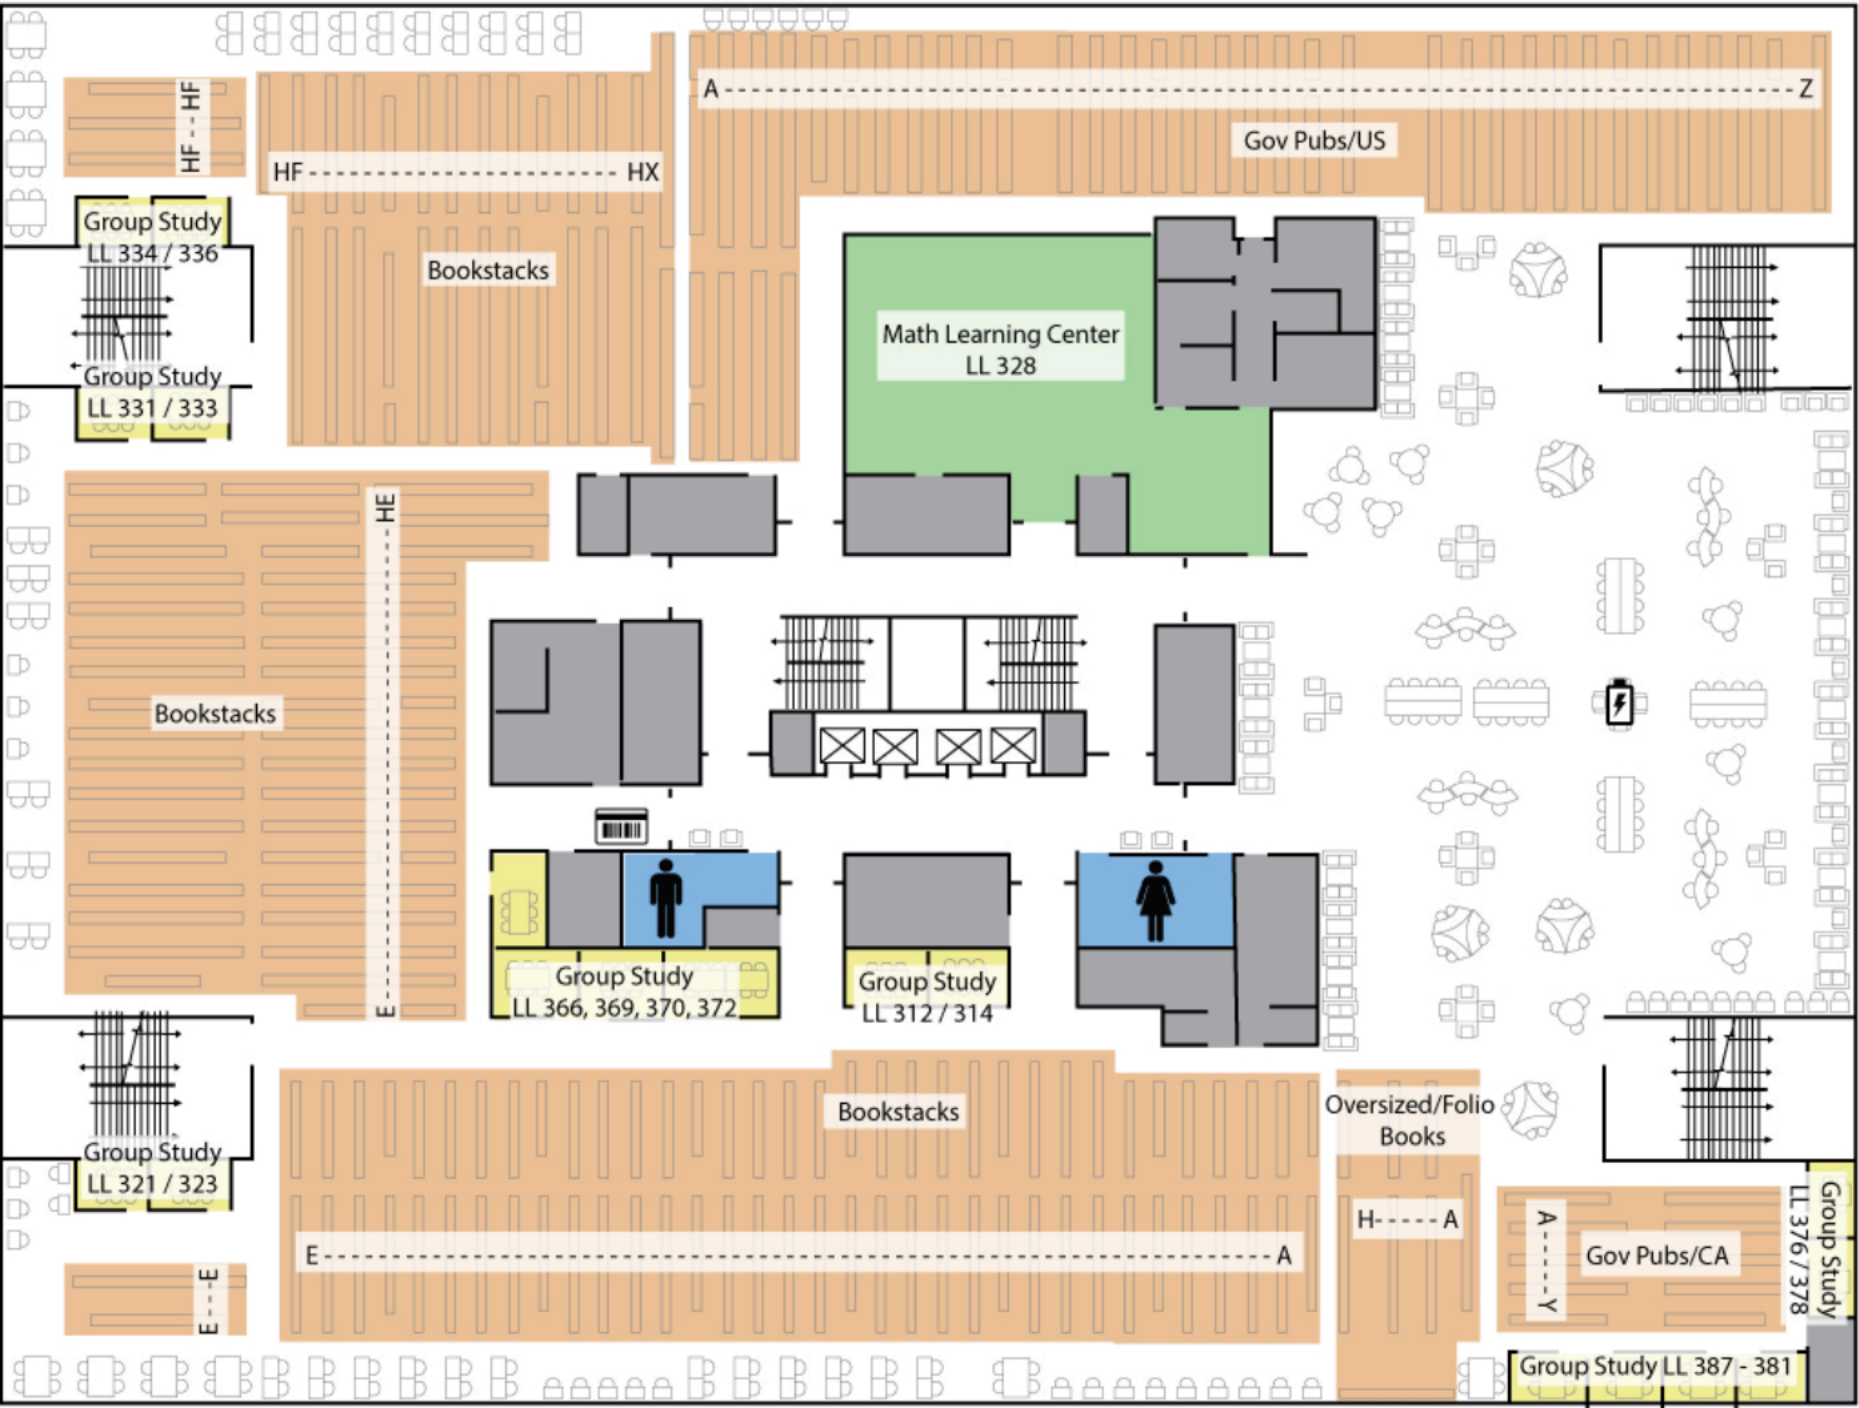 A - - - - - - - - - - - - - - - - - - - - Z
Gov Pubs/US
HF - - - HF
HF - - - - - - - - - - HX
Bookstacks
Group Study
LL 334 / 336
Math Learning Center
LL 328
Group Study
LL 331 / 333
HE - - - - - - - - - - E
Bookstacks
Group Study
LL 366, 369, 370, 372
Group Study
LL 312 / 314
Bookstacks
Oversized/Folio
Books
Group Study
LL 321 / 323
H - - - - - A
E - - - - - - - - - - - - - - - - - - - - A
E - - - E
A - - - - - Y
Gov Pubs/CA
Group Study
LL 376 / 378
Group Study LL 387 - 381